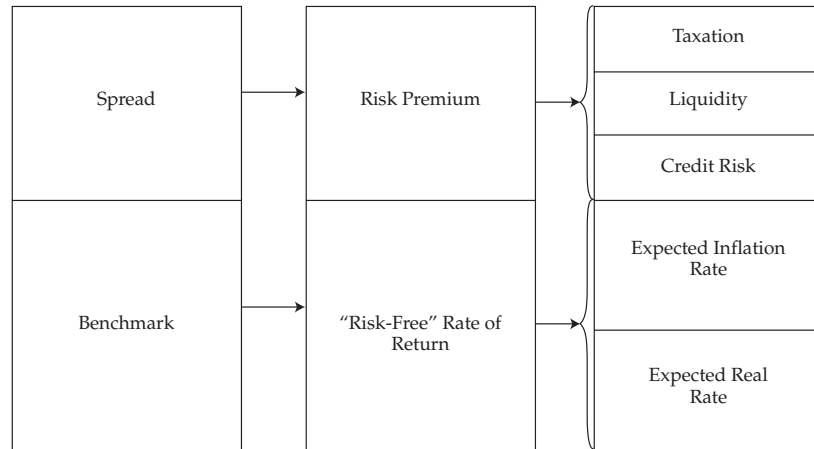 Spread
Risk Premium
Taxation
Liquidity
Credit Risk
Benchmark
“Risk-Free” Rate of
Return
Expected Inflation
Rate
Expected Real
Rate